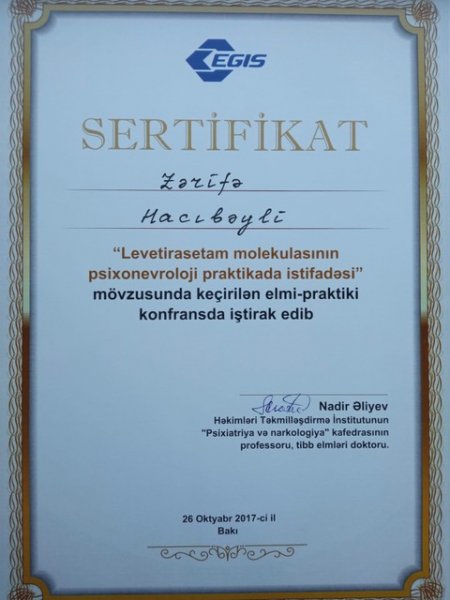 EGIS
SERTİFİKAT
Zərifə
Hacıbəyli
“Levetirasetam molekulasının
psixonevroloji praktikada istifadəsi”
mövzusunda keçirilən elmi-praktiki
konfransda iştirak edib
Nadir Əliyev
Həkimləri Təkmilləşdirmə İnstitutunun
"Psixiatriya və narkologiya" kafedrasının
professoru, tibb elmləri doktoru.
26 Oktyabr 2017-ci il
Bakı